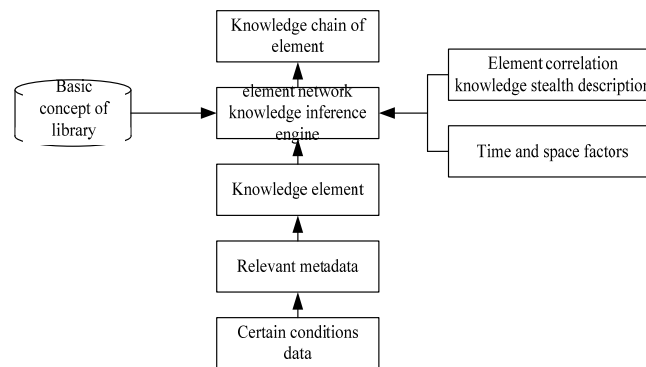 Knowledge chain of
element
Basic
concept of
library
element network
knowledge inference
engine
Element correlation
knowledge stealth description
Time and space factors
Knowledge element
Relevant metadata
Certain conditions
data